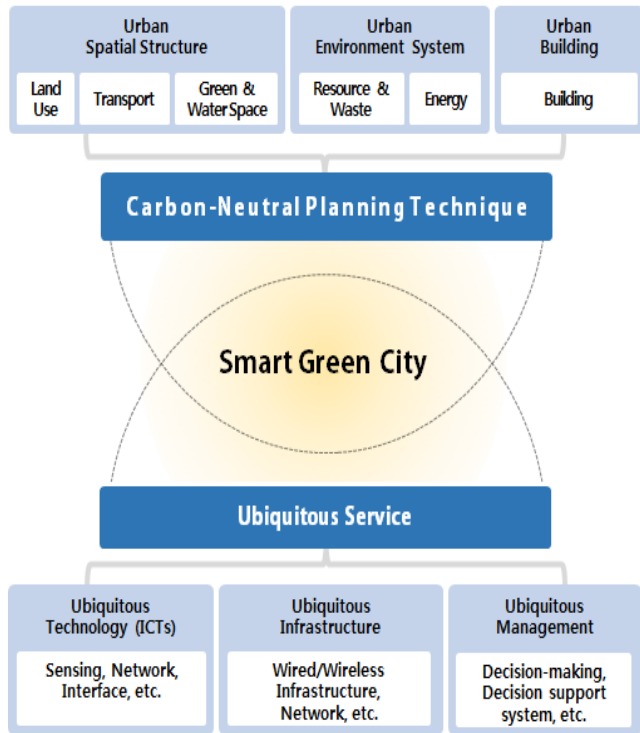 Urban
Spatial Structure
Land
Use
Transport
Green &
Water Space
Urban
Environment System
Resource &
Waste
Energy
Urban
Building
Building
Carbon-Neutral Planning Technique
Smart Green City
Ubiquitous Service
Ubiquitous
Technology (ICTs)
Sensing, Network,
Interface, etc.
Ubiquitous
Infrastructure
Wired/Wireless
Infrastructure,
Network, etc.
Ubiquitous
Management
Decision-making,
Decision support
system, etc.